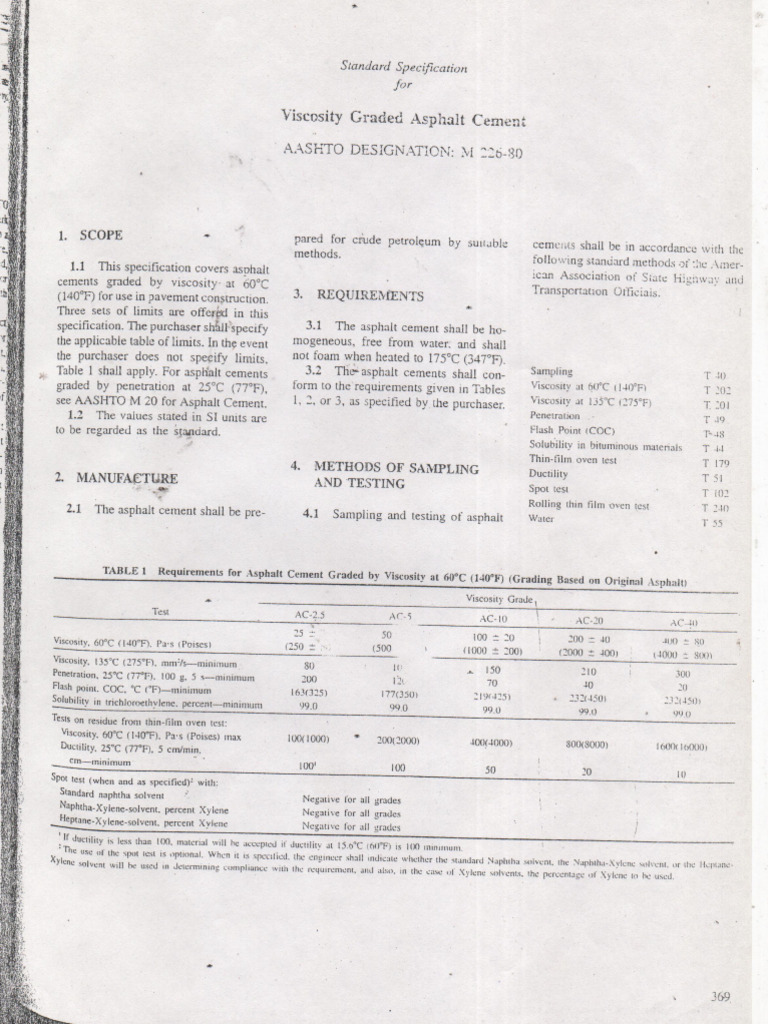 Standard Specification
for
Viscosity Graded Asphalt Cement
AASHTO DESIGNATION: M 226-80
1. SCOPE
1.1 This specification covers asphalt
cements graded by viscosity at 60°C
(140°F) for use in pavement construction.
Three sets of limits are offered in this
specification. The purchaser shall specify
the applicable table of limits. In the event
the purchaser does not specify limits,
Table 1 shall apply. For asphalt cements
graded by penetration at 25°C (77°F),
see AASHTO M 20 for Asphalt Cement.
1.2 The values stated in SI units are
to be regarded as the standard.
2. MANUFACTURE
2.1 The asphalt cement shall be pre-
pared for crude petroleum by suitable
methods.
3. REQUIREMENTS
3.1 The asphalt cement shall be ho-
mogeneous, free from water, and shall
not foam when heated to 175°C (347°F).
3.2 The asphalt cements shall con-
form to the requirements given in Tables
1, 2, or 3, as specified by the purchaser.
4. METHODS OF SAMPLING
AND TESTING
4.1 Sampling and testing of asphalt
cements shall be in accordance with the
following standard methods of the Amer-
ican Association of State Highway and
Transportation Officiais.
Sampling T 40
Viscosity at 60°C (140°F) T 202
Viscosity at 135°C (275°F) T 201
Penetration T 49
Flash Point (COC) T 48
Solubility in bituminous materials T 44
Thin-film oven test T 179
Ductility T 51
Spot test T 102
Rolling thin film oven test T 240
Water T 55
TABLE 1 Requirements for Asphalt Cement Graded by Viscosity at 60°C (140°F) (Grading Based on Original Asphalt)
Viscosity Grade
Test AC-2.5 AC-5 AC-10 AC-20 AC-40
Viscosity, 60°C (140°F), Pa·s (Poises) 25 ± 50 100 ± 20 200 ± 40 400 ± 80
(250 ± (500 (1000 ± 200) (2000 ± 400) (4000 ± 800)
Viscosity, 135°C (275°F), mm²/s—minimum 80 150 210 300
Penetration, 25°C (77°F), 100 g, 5 s—minimum 200 70 40 20
Flash point, COC, °C (°F)—minimum 163(325) 177(350) 219(425) 232(450) 232(450)
Solubility in trichloroethylene, percent—minimum 99.0 99.0 99.0 99.0 99.0
Tests on residue from thin-film oven test:
Viscosity, 60°C (140°F), Pa·s (Poises) max 100(1000) 200(2000) 400(4000) 800(8000) 1600(16000)
Ductility, 25°C (77°F), 5 cm/min,
cm—minimum 100¹ 100 50 20 10
Spot test (when and as specified)² with:
Standard naphtha solvent Negative for all grades
Naphtha-Xylene-solvent, percent Xylene Negative for all grades
Heptane-Xylene-solvent, percent Xylene Negative for all grades
¹ If ductility is less than 100, material will be accepted if ductility at 15.6°C (60°F) is 100 minimum.
² The use of the spot test is optional. When it is specified, the engineer shall indicate whether the standard Naphtha solvent, the Naphtha-Xylene solvent, or the Heptane-
Xylene solvent will be used in determining compliance with the requirement, and also, in the case of Xylene solvents, the percentage of Xylene to be used.
369